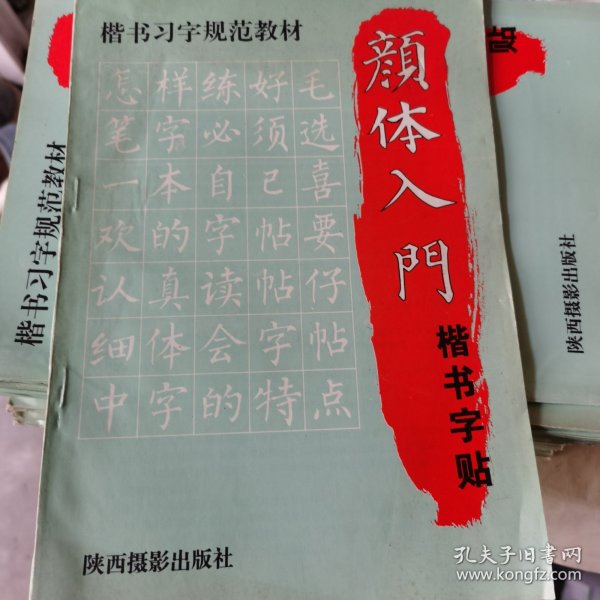 楷书习字规范教材
怎样练好毛
笔字必须选
一本自己喜
欢的字帖要
认真读帖仔
细体会字帖
中字的特点
顏体入門
楷书字贴
陕西摄影出版社
楷书习字规范教材
贴
陕西摄影出版社
孔夫子旧书网
www.kongfz.com